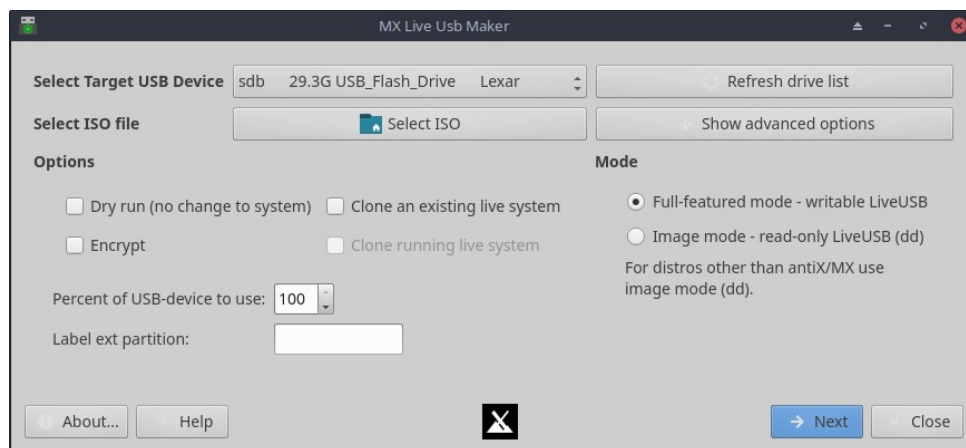 MX Live Usb Maker
Select Target USB Device sdb 29.3G USB_Flash_Drive Lexar Refresh drive list
Select ISO file Select ISO Show advanced options
Options Mode
Dry run (no change to system) Clone an existing live system Full-featured mode - writable LiveUSB
Encrypt Clone running live system Image mode - read-only LiveUSB (dd)
For distros other than antiX/MX use
image mode (dd).
Percent of USB-device to use: 100
Label ext partition:
About... Help Next Close